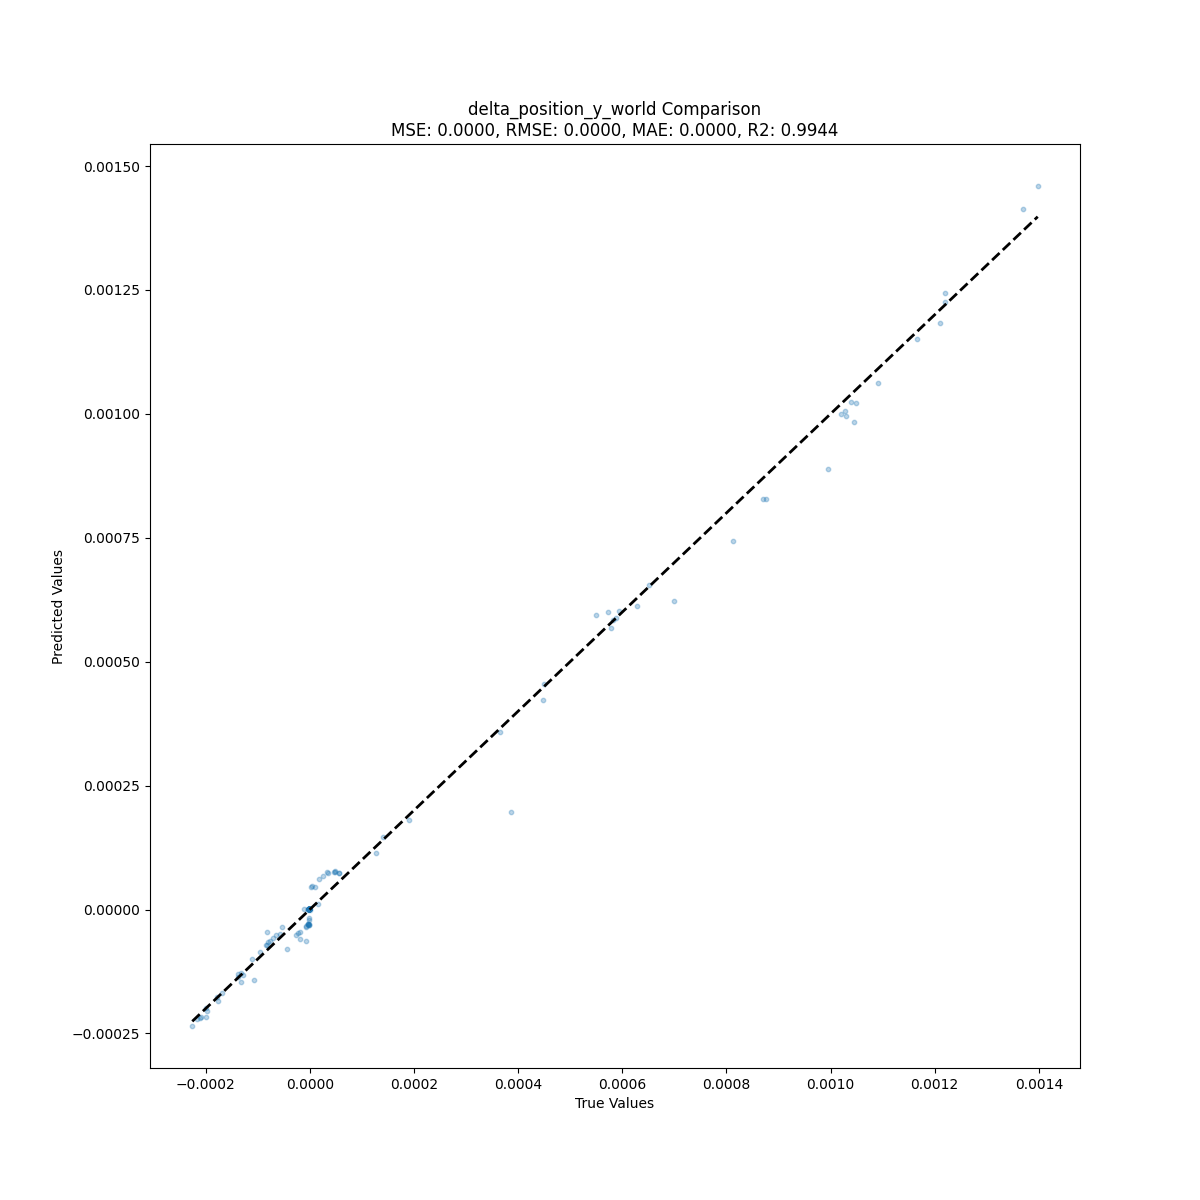 delta_position_y_world Comparison
MSE: 0.0000, RMSE: 0.0000, MAE: 0.0000, R2: 0.9944
0.00150
0.00125
0.00100
0.00075
0.00050
0.00025
0.00000
−0.00025
Predicted Values
−0.0002 0.0000 0.0002 0.0004 0.0006 0.0008 0.0010 0.0012 0.0014
True Values